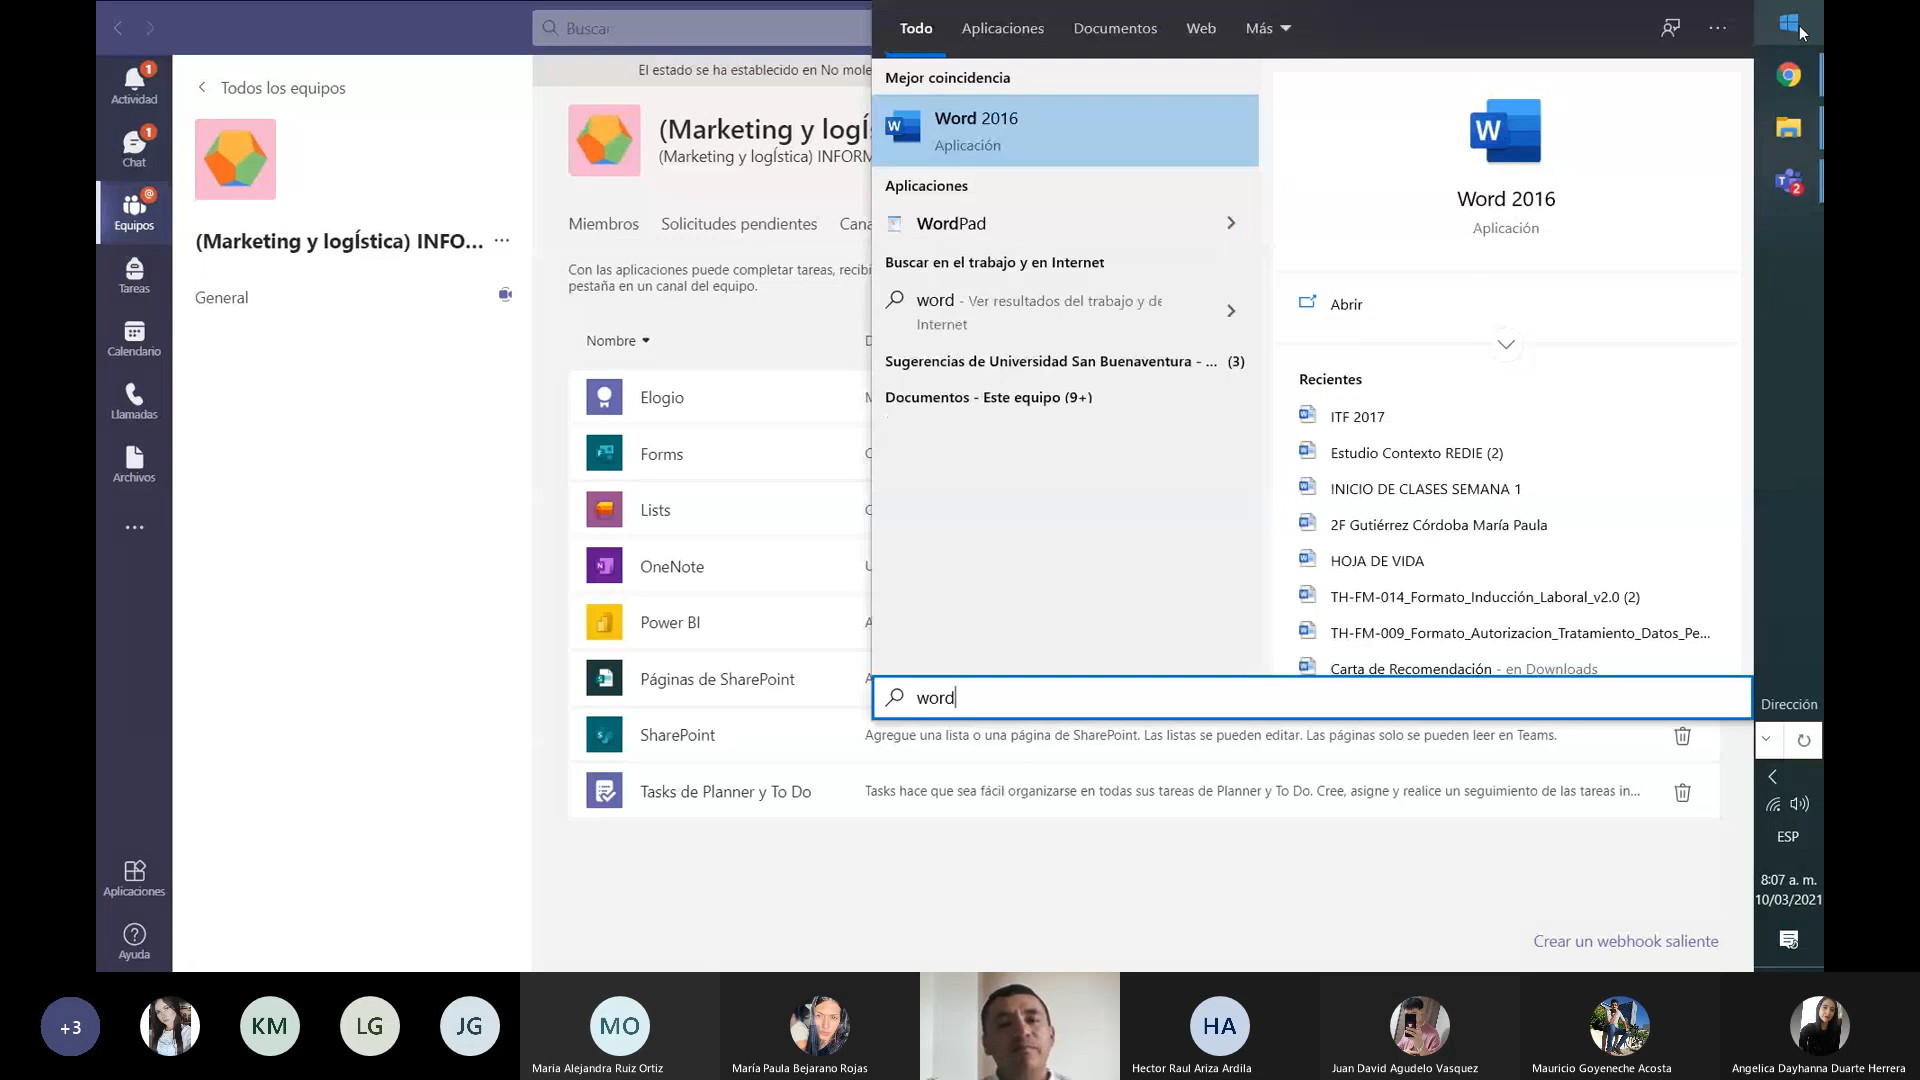 Buscar
Todo
Aplicaciones
Documentos
Web
Más
El estado se ha establecido en No mole
Actividad
1
Chat
1
Equipos
@
Tareas
Calendario
Llamadas
Archivos
Aplicaciones
Ayuda
Todos los equipos
(Marketing y logÍstica) INFO... ...
General
(Marketing y logÍs
(Marketing y logÍstica) INFORM
Miembros
Solicitudes pendientes
Cana
Con las aplicaciones puede completar tareas, recibi
pestaña en un canal del equipo.
Nombre
D
Elogio
Forms
Lists
OneNote
Power BI
Páginas de SharePoint
SharePoint
Agregue una lista o una página de SharePoint. Las listas se pueden editar. Las páginas solo se pueden leer en Teams.
Tasks de Planner y To Do
Tasks hace que sea fácil organizarse en todas sus tareas de Planner y To Do. Cree, asigne y realice un seguimiento de las tareas in...
Crear un webhook saliente
Mejor coincidencia
Word 2016
Aplicación
Aplicaciones
WordPad
Buscar en el trabajo y en Internet
word - Ver resultados del trabajo y de
Internet
Sugerencias de Universidad San Buenaventura - ... (3)
Documentos - Este equipo (9+)
Word 2016
Aplicación
Abrir
Recientes
ITF 2017
Estudio Contexto REDIE (2)
INICIO DE CLASES SEMANA 1
2F Gutiérrez Córdoba María Paula
HOJA DE VIDA
TH-FM-014_Formato_Inducción_Laboral_v2.0 (2)
TH-FM-009_Formato_Autorizacion_Tratamiento_Datos_Pe...
Carta de Recomendación - en Downloads
word
2
Dirección
ESP
8:07 a. m.
10/03/2021
+3
KM
LG
JG
MO
Maria Alejandra Ruiz Ortiz
María Paula Bejarano Rojas
HA
Hector Raul Ariza Ardila
Juan David Agudelo Vasquez
Mauricio Goyeneche Acosta
Angelica Dayhanna Duarte Herrera